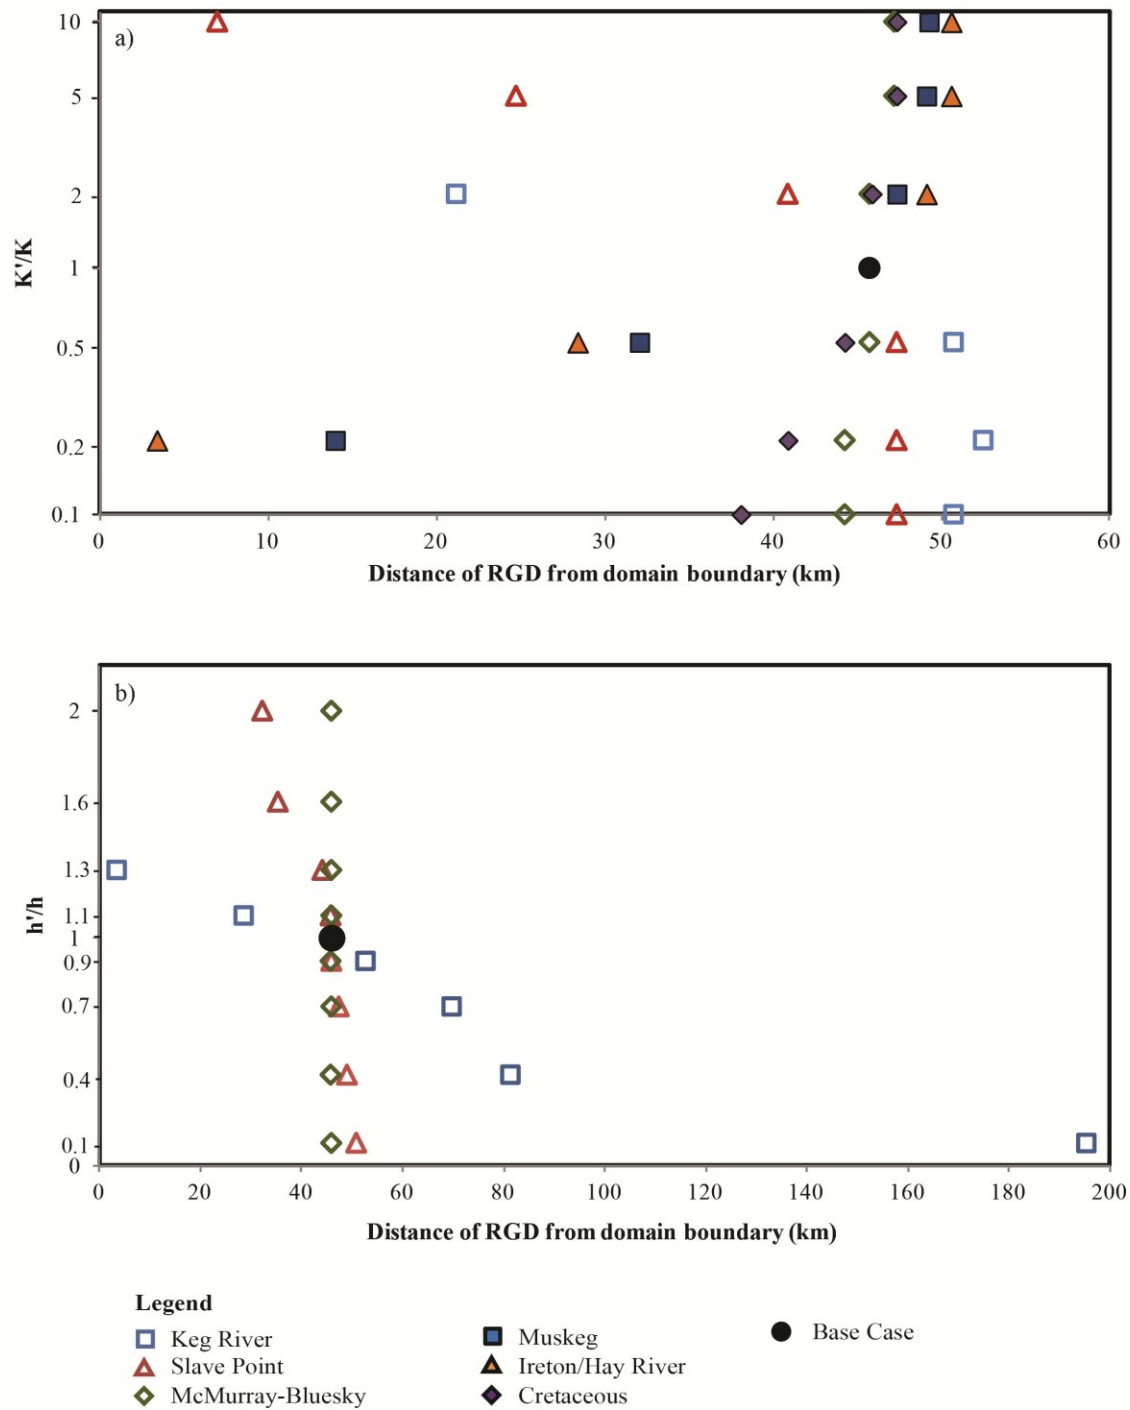 a)
10
5
2
1
0.5
0.2
0.1
K'/K
0 10 20 30 40 50 60
Distance of RGD from domain boundary (km)
b)
2
1.6
1.3
1.1
1
0.9
0.7
0.4
0.1
0
h'/h
0 20 40 60 80 100 120 140 160 180 200
Distance of RGD from domain boundary (km)
Legend
Keg River
Slave Point
McMurray-Bluesky
Muskeg
Ireton/Hay River
Cretaceous
Base Case